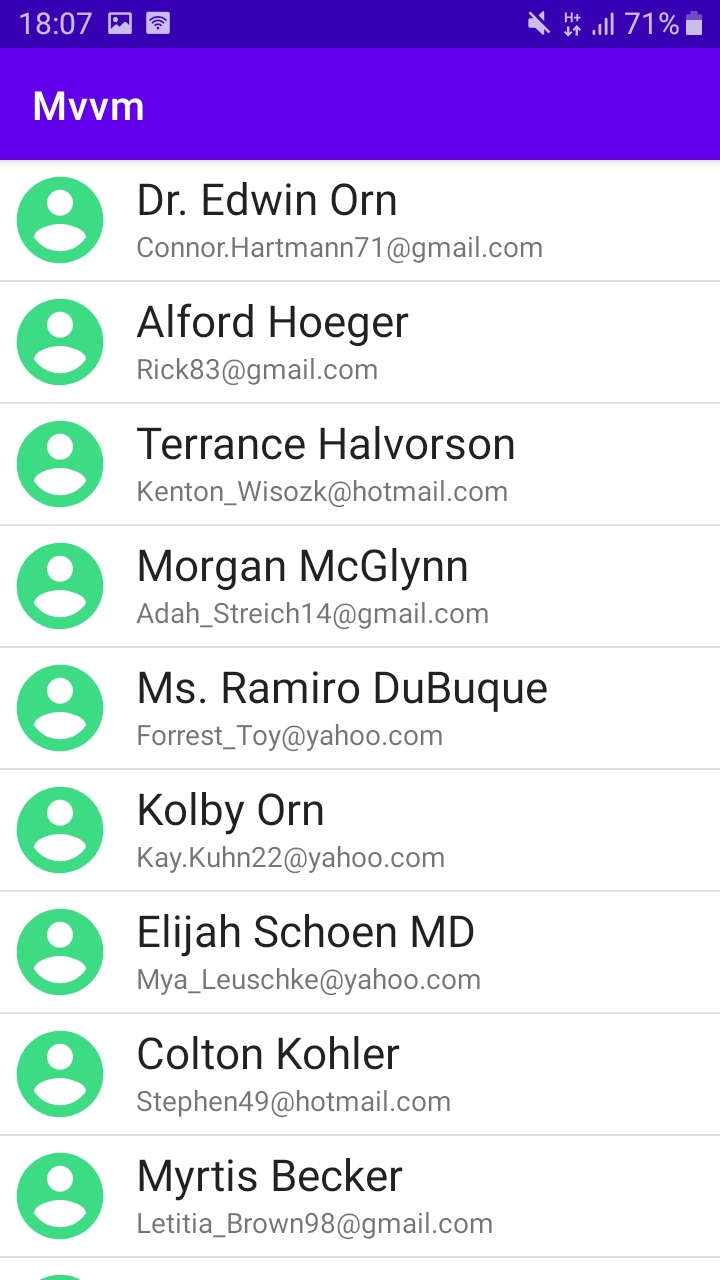 18:07 H+ 71%
Mvvm
Dr. Edwin Orn
Connor.Hartmann71@gmail.com
Alford Hoeger
Rick83@gmail.com
Terrance Halvorson
Kenton_Wisozk@hotmail.com
Morgan McGlynn
Adah_Streich14@gmail.com
Ms. Ramiro DuBuque
Forrest_Toy@yahoo.com
Kolby Orn
Kay.Kuhn22@yahoo.com
Elijah Schoen MD
Mya_Leuschke@yahoo.com
Colton Kohler
Stephen49@hotmail.com
Myrtis Becker
Letitia_Brown98@gmail.com